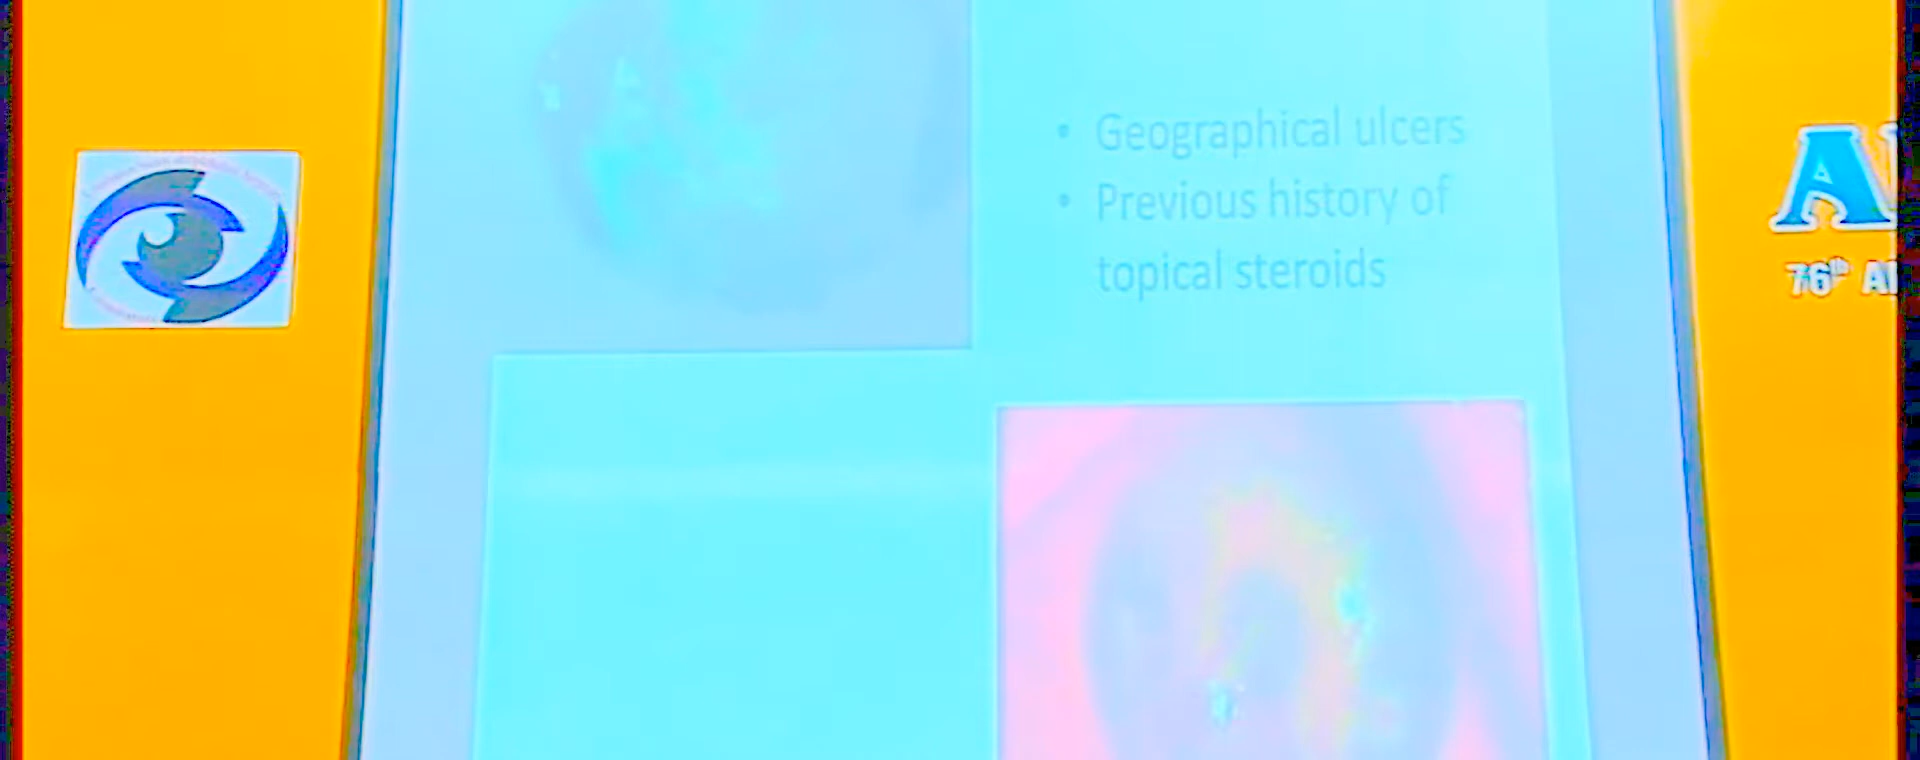 • Geographical ulcers
• Previous history of
topical steroids
76th